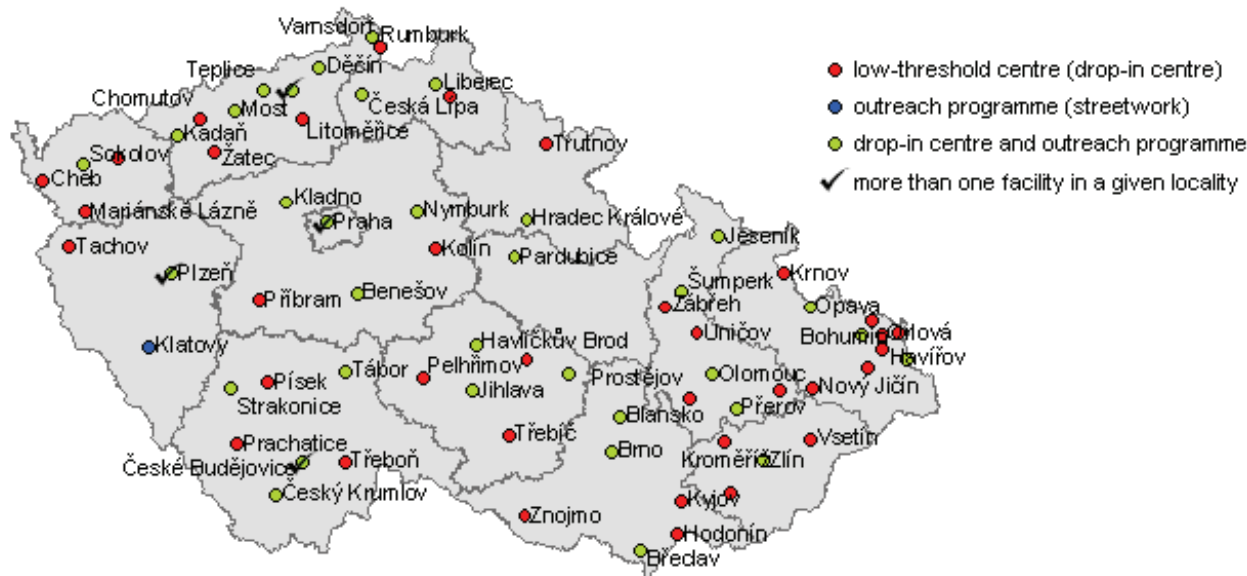 Varnsdorf
Rumburk
Děčín
Teplice
Liberec
Chomutov
Most
Česká Lípa
Litoměřice
Kadaň
Trutnov
Sokolov
Žatec
Cheb
Kladno
Nymburk
Mariánské Lázně
Praha
Hradec Králové
Tachov
Kolín
Jeseník
Pardubice
Plzeň
Krnov
Šumperk
Příbram
Benešov
Zábřeh
Opava
Uničov
Bohumín
Orlová
Klatovy
Havlíčkův Brod
Havířov
Tábor
Pelhřimov
Písek
Prostějov
Olomouc
Nový Jičín
Strakonice
Jihlava
Přerov
Blansko
Prachatice
Třebíč
Vsetín
Brno
Kroměříž
Zlín
České Budějovice
Třeboň
Český Krumlov
Kyjov
Znojmo
Hodonín
Břeclav
low-threshold centre (drop-in centre)
outreach programme (streetwork)
drop-in centre and outreach programme
more than one facility in a given locality